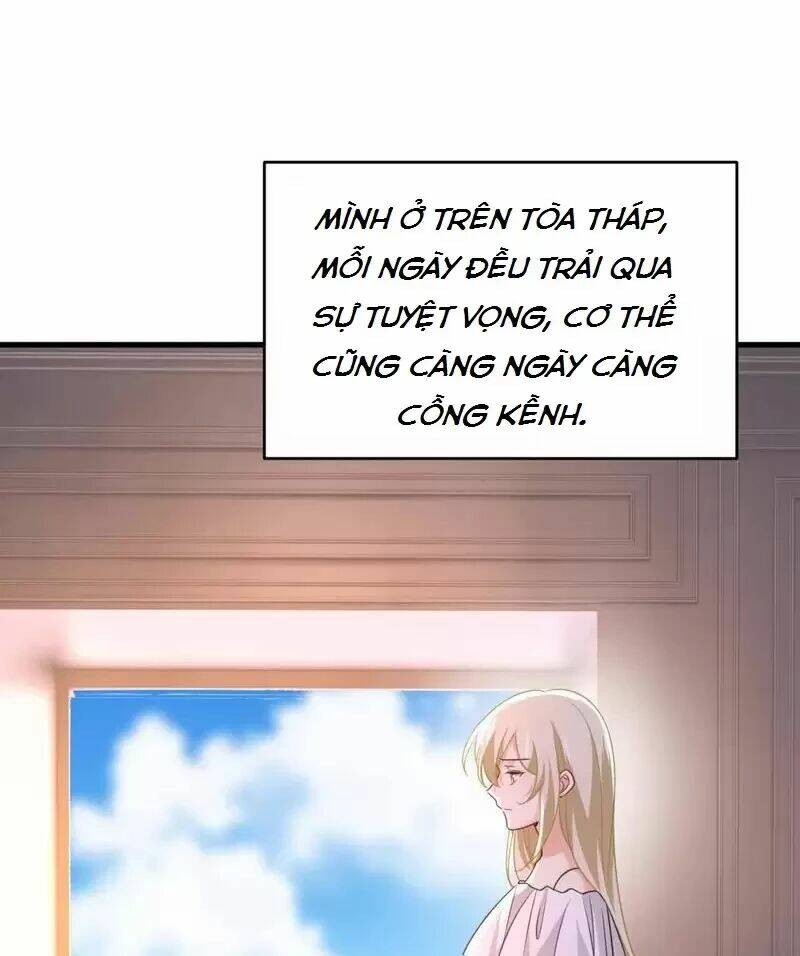 MÌNH Ở TRÊN TÒA THÁP,
MỖI NGÀY ĐỀU TRẢI QUA
SỰ TUYỆT VỌNG, CƠ THỂ
CŨNG CÀNG NGÀY CÀNG
CỒNG KỀNH.